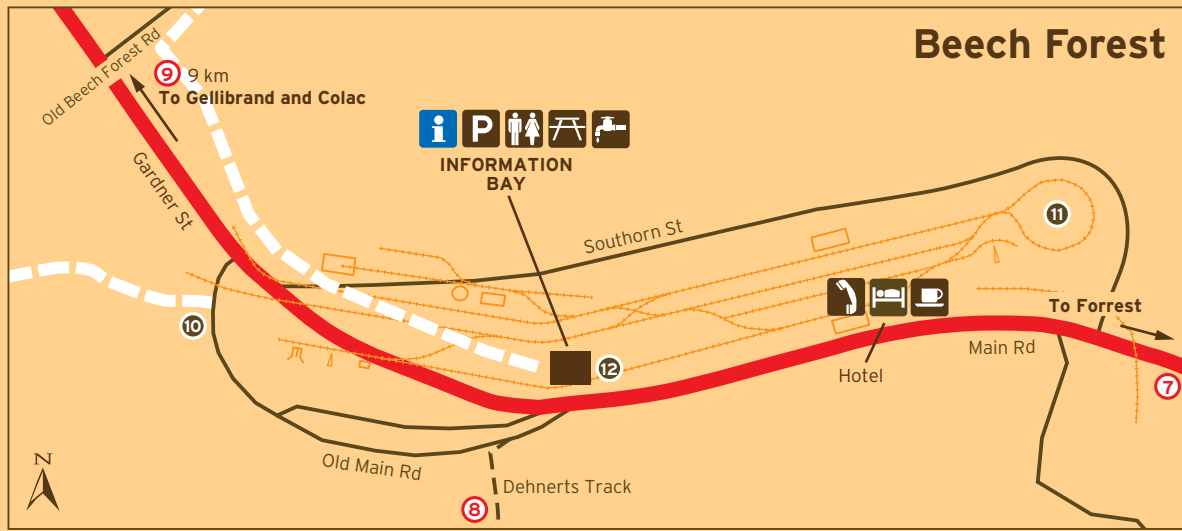 Beech Forest
Old Beech Forest Rd
9 9 km
To Gellibrand and Colac
Gardner St
i P
INFORMATION
BAY
Southorn St
11
10
12
To Forrest
Main Rd
Hotel
7
Old Main Rd
Dehnerts Track
8
N